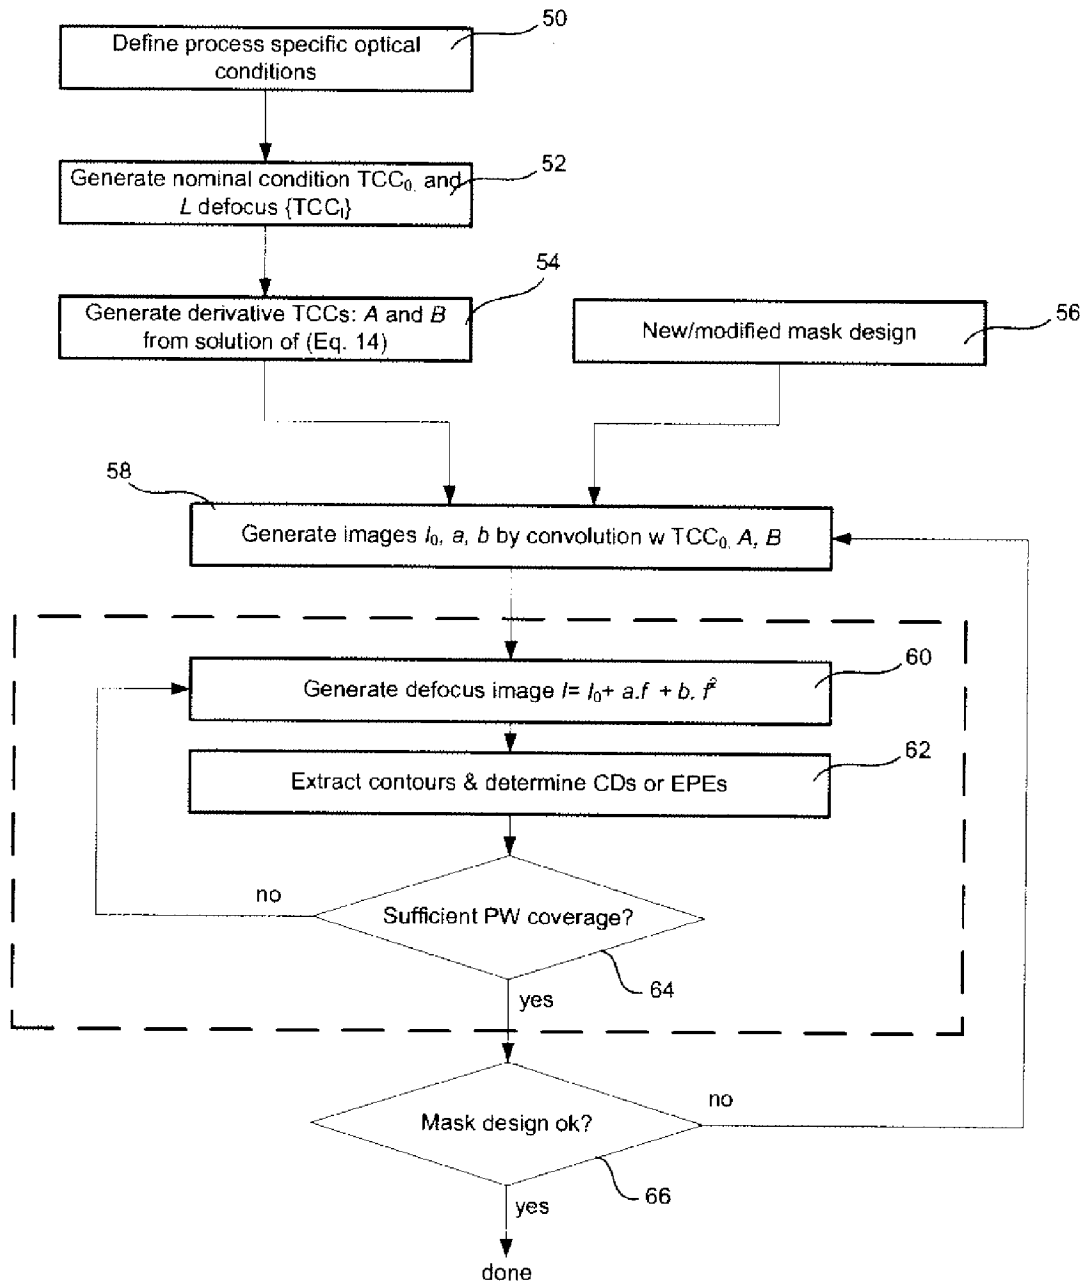 50
Define process specific optical
conditions
52
Generate nominal condition TCC0, and
L defocus {TCCl}
54
Generate derivative TCCs: A and B
from solution of (Eq. 14)
56
New/modified mask design
58
Generate images I0, a, b by convolution w TCC0, A, B
60
Generate defocus image I= I0+ a.f + b. f²
62
Extract contours & determine CDs or EPEs
no
Sufficient PW coverage?
64
yes
no
Mask design ok?
66
yes
done